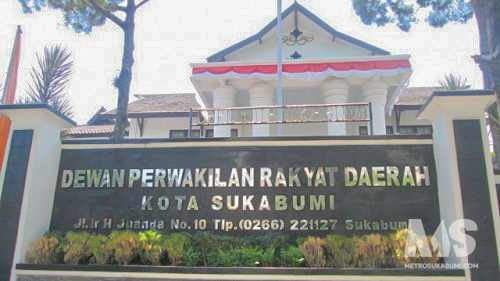 DEWAN PERWAKILAN RAKYAT DAERAH
KOTA SUKABUMI
Jl. Ir H Juanda No.10 Tlp.(0266) 221127 Sukabumi
MS
METROSUKABUMI.COM